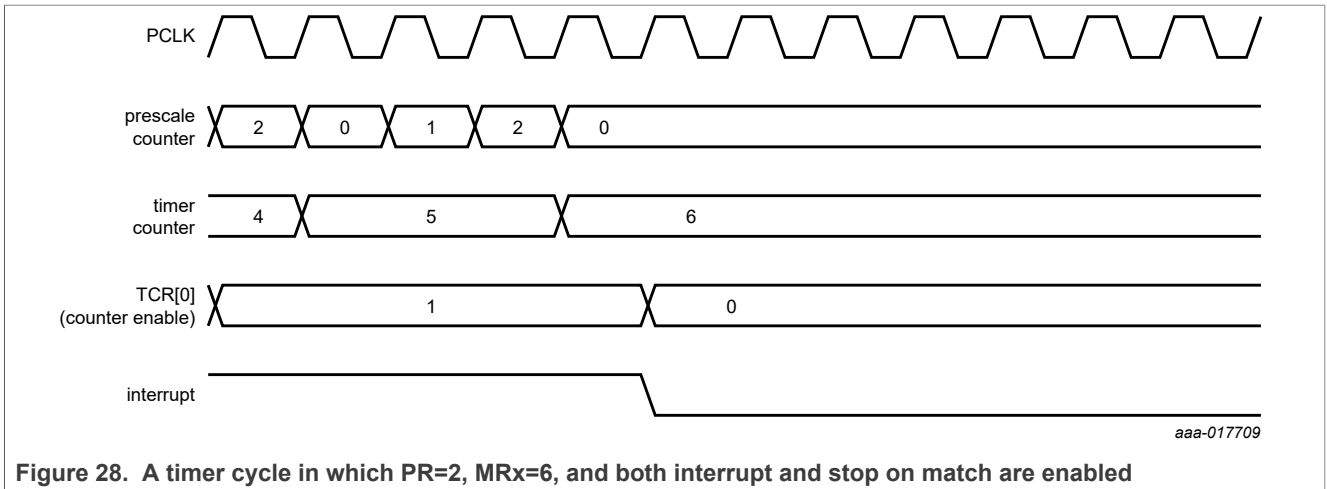 PCLK
prescale
counter
2 0 1 2 0
timer
counter
4 5 6
TCR[0]
(counter enable)
1 0
interrupt
aaa-017709
Figure 28. A timer cycle in which PR=2, MRx=6, and both interrupt and stop on match are enabled